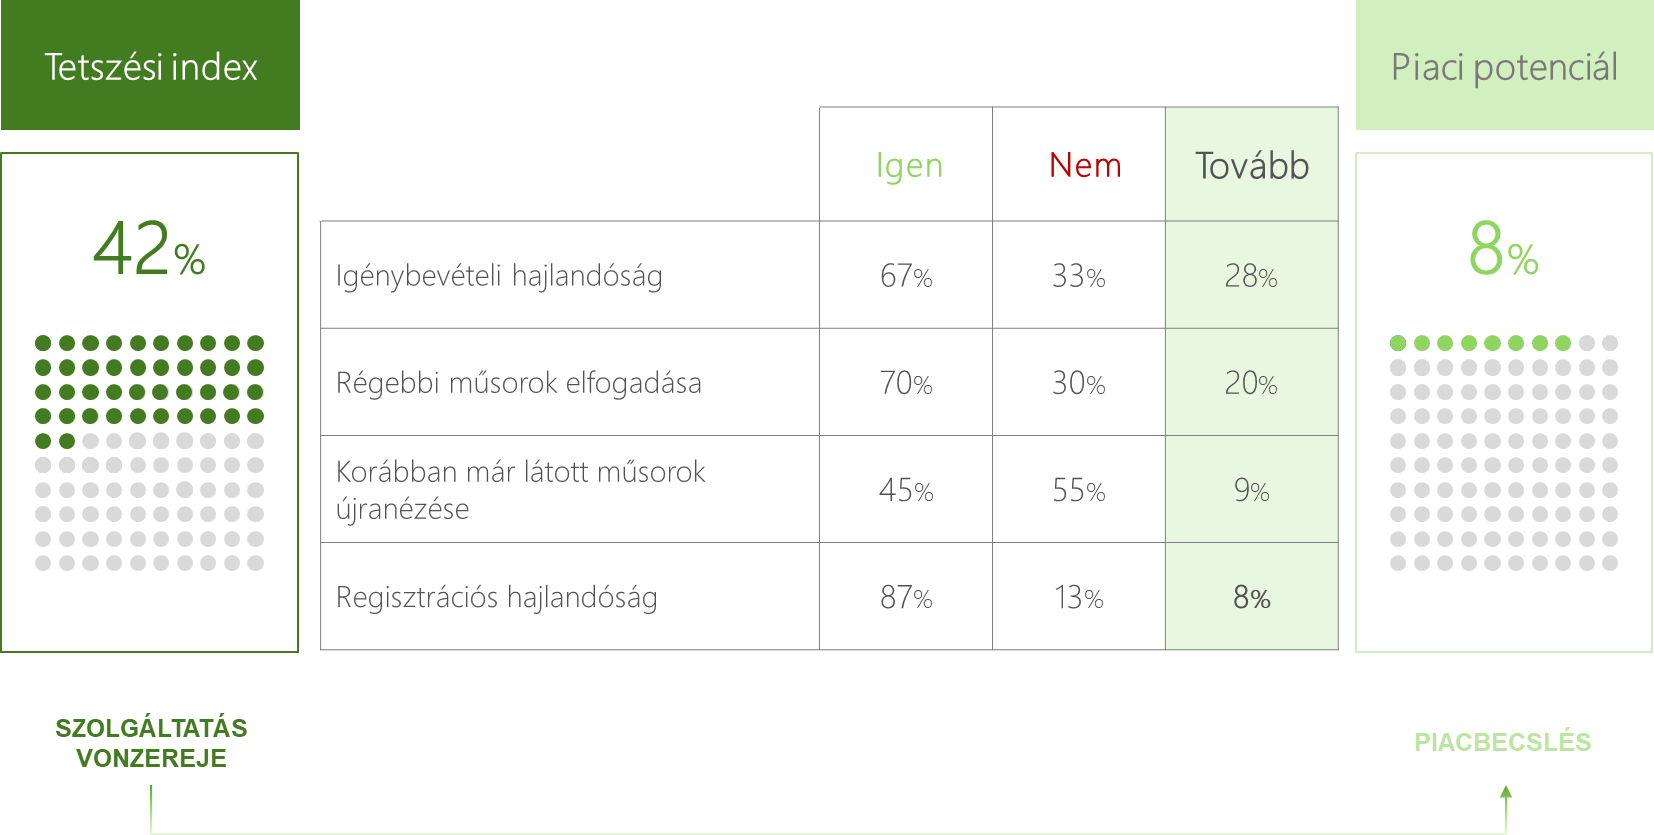 Tetszési index
Piaci potenciál
Igen Nem Tovább
42%
8%
Igénybevételi hajlandóság 67% 33% 28%
Régebbi műsorok elfogadása 70% 30% 20%
Korábban már látott műsorok
újranézése 45% 55% 9%
Regisztrációs hajlandóság 87% 13% 8%
SZOLGÁLTATÁS
VONZEREJE
PIACBECSLÉS